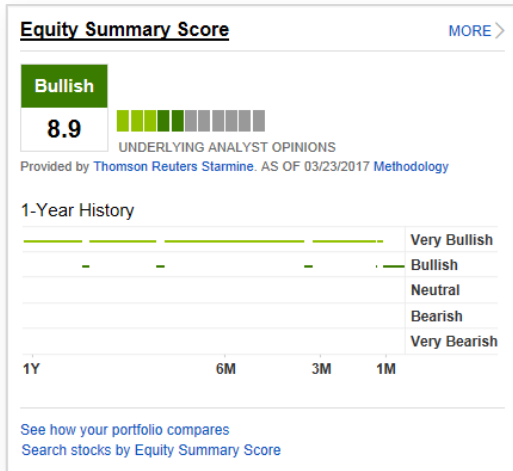 Equity Summary Score
MORE
Bullish
8.9
UNDERLYING ANALYST OPINIONS
Provided by Thomson Reuters Starmine. AS OF 03/23/2017 Methodology
1-Year History
Very Bullish
Bullish
Neutral
Bearish
Very Bearish
1Y 6M 3M 1M
See how your portfolio compares
Search stocks by Equity Summary Score